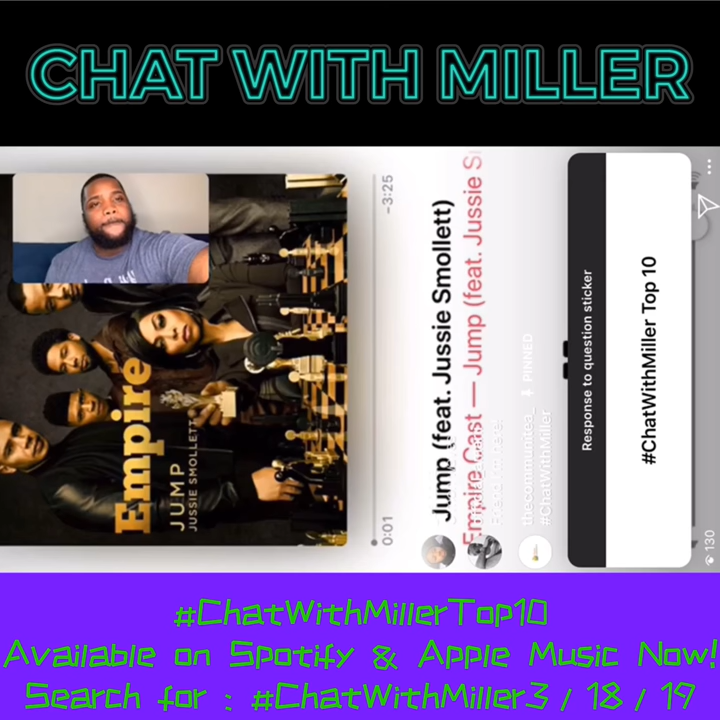 CHAT WITH MILLER
Empire
JUMP
JUSSIE SMOLLETT
0:01
-3:25
Jump (feat. Jussie Smollett)
Empire Cast — Jump (feat. Jussie S
PINNED
thecommunitea_
#ChatWithMiller
Response to question sticker
#ChatWithMiller Top 10
130
#ChatWithMillerTop10
Available on Spotify & Apple Music Now!
Search for : #ChatWithMiller3 / 18 / 19